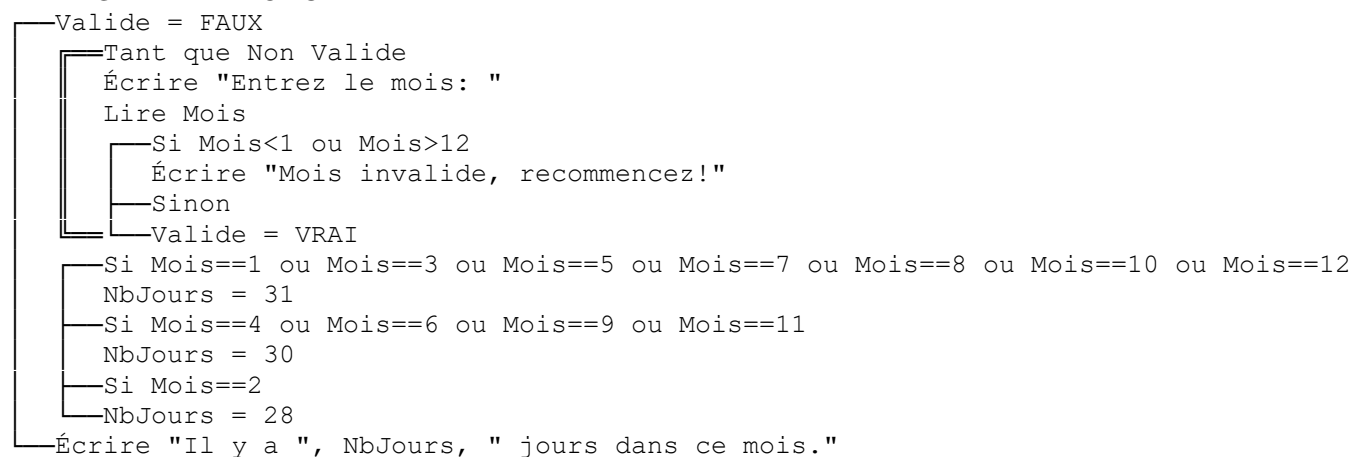 Valide = FAUX
Tant que Non Valide
Écrire "Entrez le mois: "
Lire Mois
Si Mois<1 ou Mois>12
Écrire "Mois invalide, recommencez!"
Sinon
Valide = VRAI
Si Mois==1 ou Mois==3 ou Mois==5 ou Mois==7 ou Mois==8 ou Mois==10 ou Mois==12
NbJours = 31
Si Mois==4 ou Mois==6 ou Mois==9 ou Mois==11
NbJours = 30
Si Mois==2
NbJours = 28
Écrire "Il y a ", NbJours, " jours dans ce mois."